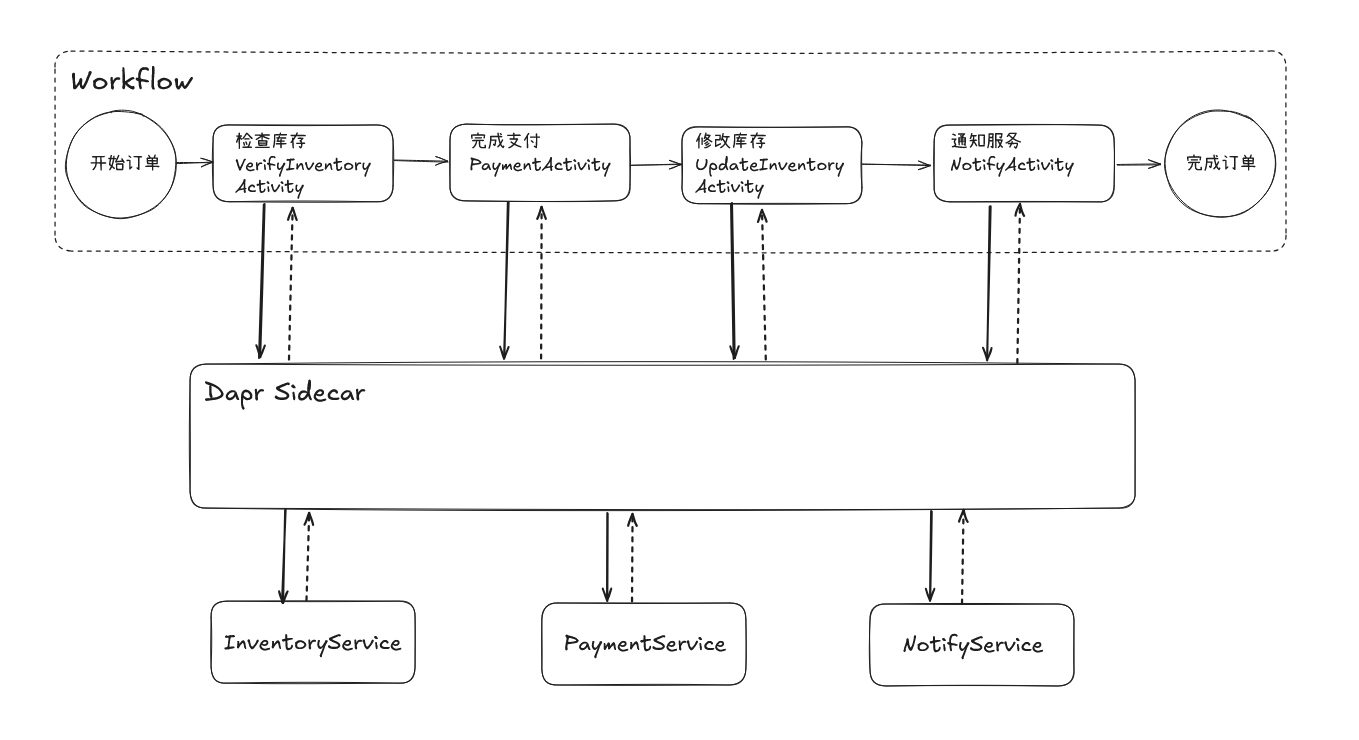 Workflow
开始订单
检查库存
VerifyInventory
Activity
完成支付
PaymentActivity
修改库存
UpdateInventory
Activity
通知服务
NotifyActivity
完成订单
Dapr Sidecar
InventoryService
PaymentService
NotifyService